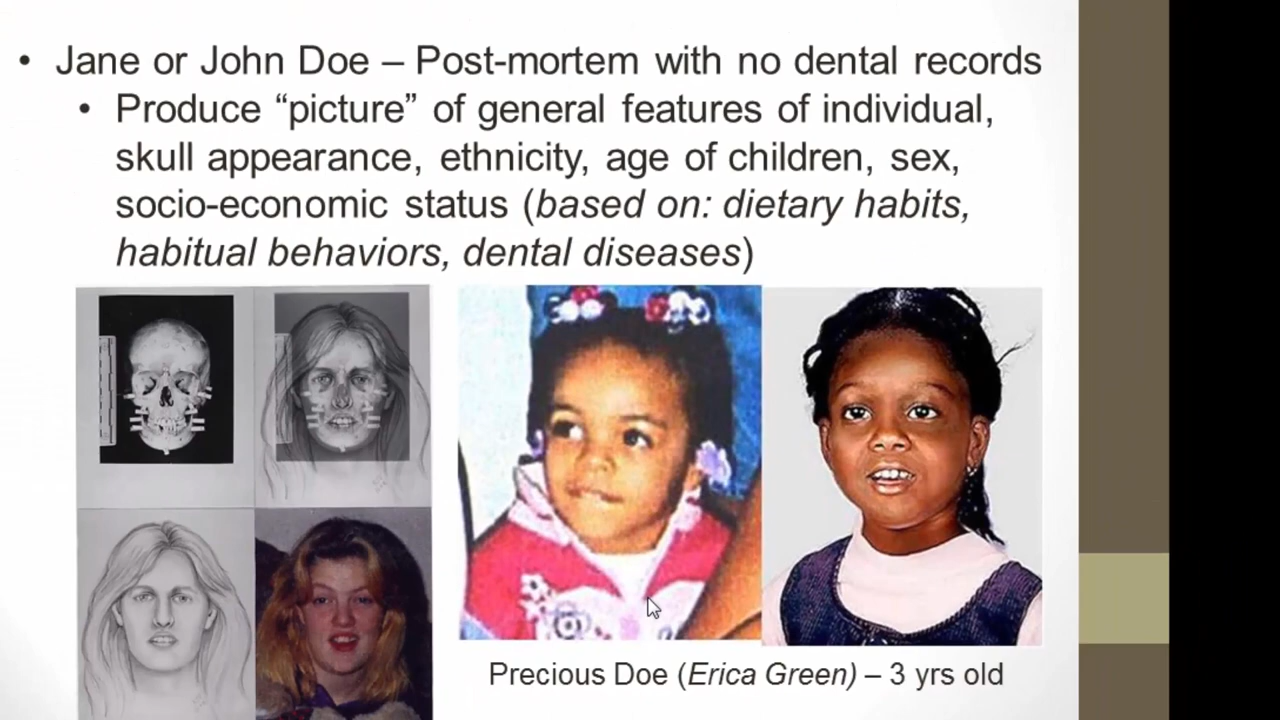 • Jane or John Doe – Post-mortem with no dental records
• Produce “picture” of general features of individual,
skull appearance, ethnicity, age of children, sex,
socio-economic status (based on: dietary habits,
habitual behaviors, dental diseases)
Precious Doe (Erica Green) – 3 yrs old